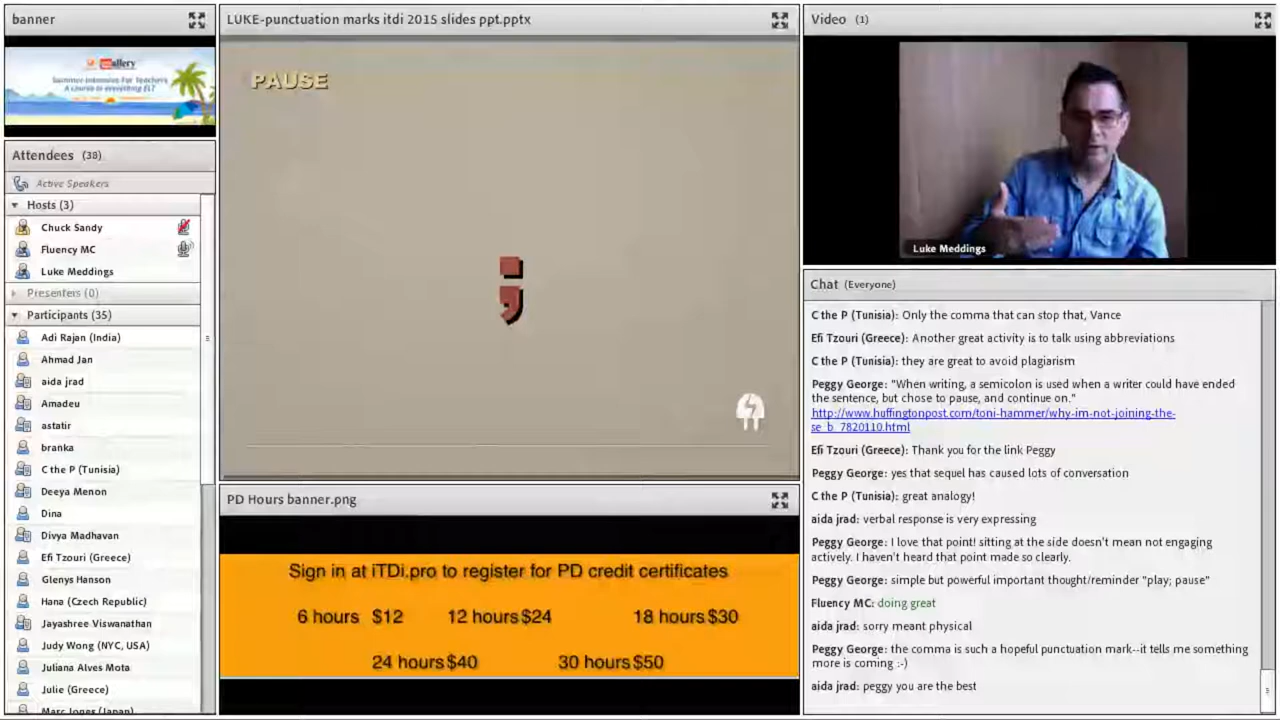 banner
allery
Summer Intensive For Teachers
A course in everything ELT
Attendees (38)
Active Speakers
Hosts (3)
Chuck Sandy
Fluency MC
Luke Meddings
Presenters (0)
Participants (35)
Adi Rajan (India)
Ahmad Jan
aida jrad
Amadeu
astatir
branka
C the P (Tunisia)
Deeya Menon
Dina
Divya Madhavan
Efi Tzouri (Greece)
Glenys Hanson
Hana (Czech Republic)
Jayashree Viswanathan
Judy Wong (NYC, USA)
Juliana Alves Mota
Julie (Greece)
Marc Jones (Japan)
LUKE-punctuation marks itdi 2015 slides ppt.pptx
PAUSE
;
PD Hours banner.png
Sign in at iTDi.pro to register for PD credit certificates
6 hours $12 12 hours $24 18 hours $30
24 hours $40 30 hours $50
Video (1)
Luke Meddings
Chat (Everyone)
C the P (Tunisia): Only the comma that can stop that, Vance
Efi Tzouri (Greece): Another great activity is to talk using abbreviations
C the P (Tunisia): they are great to avoid plagiarism
Peggy George: "When writing, a semicolon is used when a writer could have ended
the sentence, but chose to pause, and continue on."
http://www.huffingtonpost.com/toni-hammer/why-im-not-joining-the-
se_b_7820110.html
Efi Tzouri (Greece): Thank you for the link Peggy
Peggy George: yes that sequel has caused lots of conversation
C the P (Tunisia): great analogy!
aida jrad: verbal response is very expressing
Peggy George: I love that point! sitting at the side doesn't mean not engaging
actively. I haven't heard that point made so clearly.
Peggy George: simple but powerful important thought/reminder "play; pause"
Fluency MC: doing great
aida jrad: sorry meant physical
Peggy George: the comma is such a hopeful punctuation mark--it tells me something
more is coming :-)
aida jrad: peggy you are the best